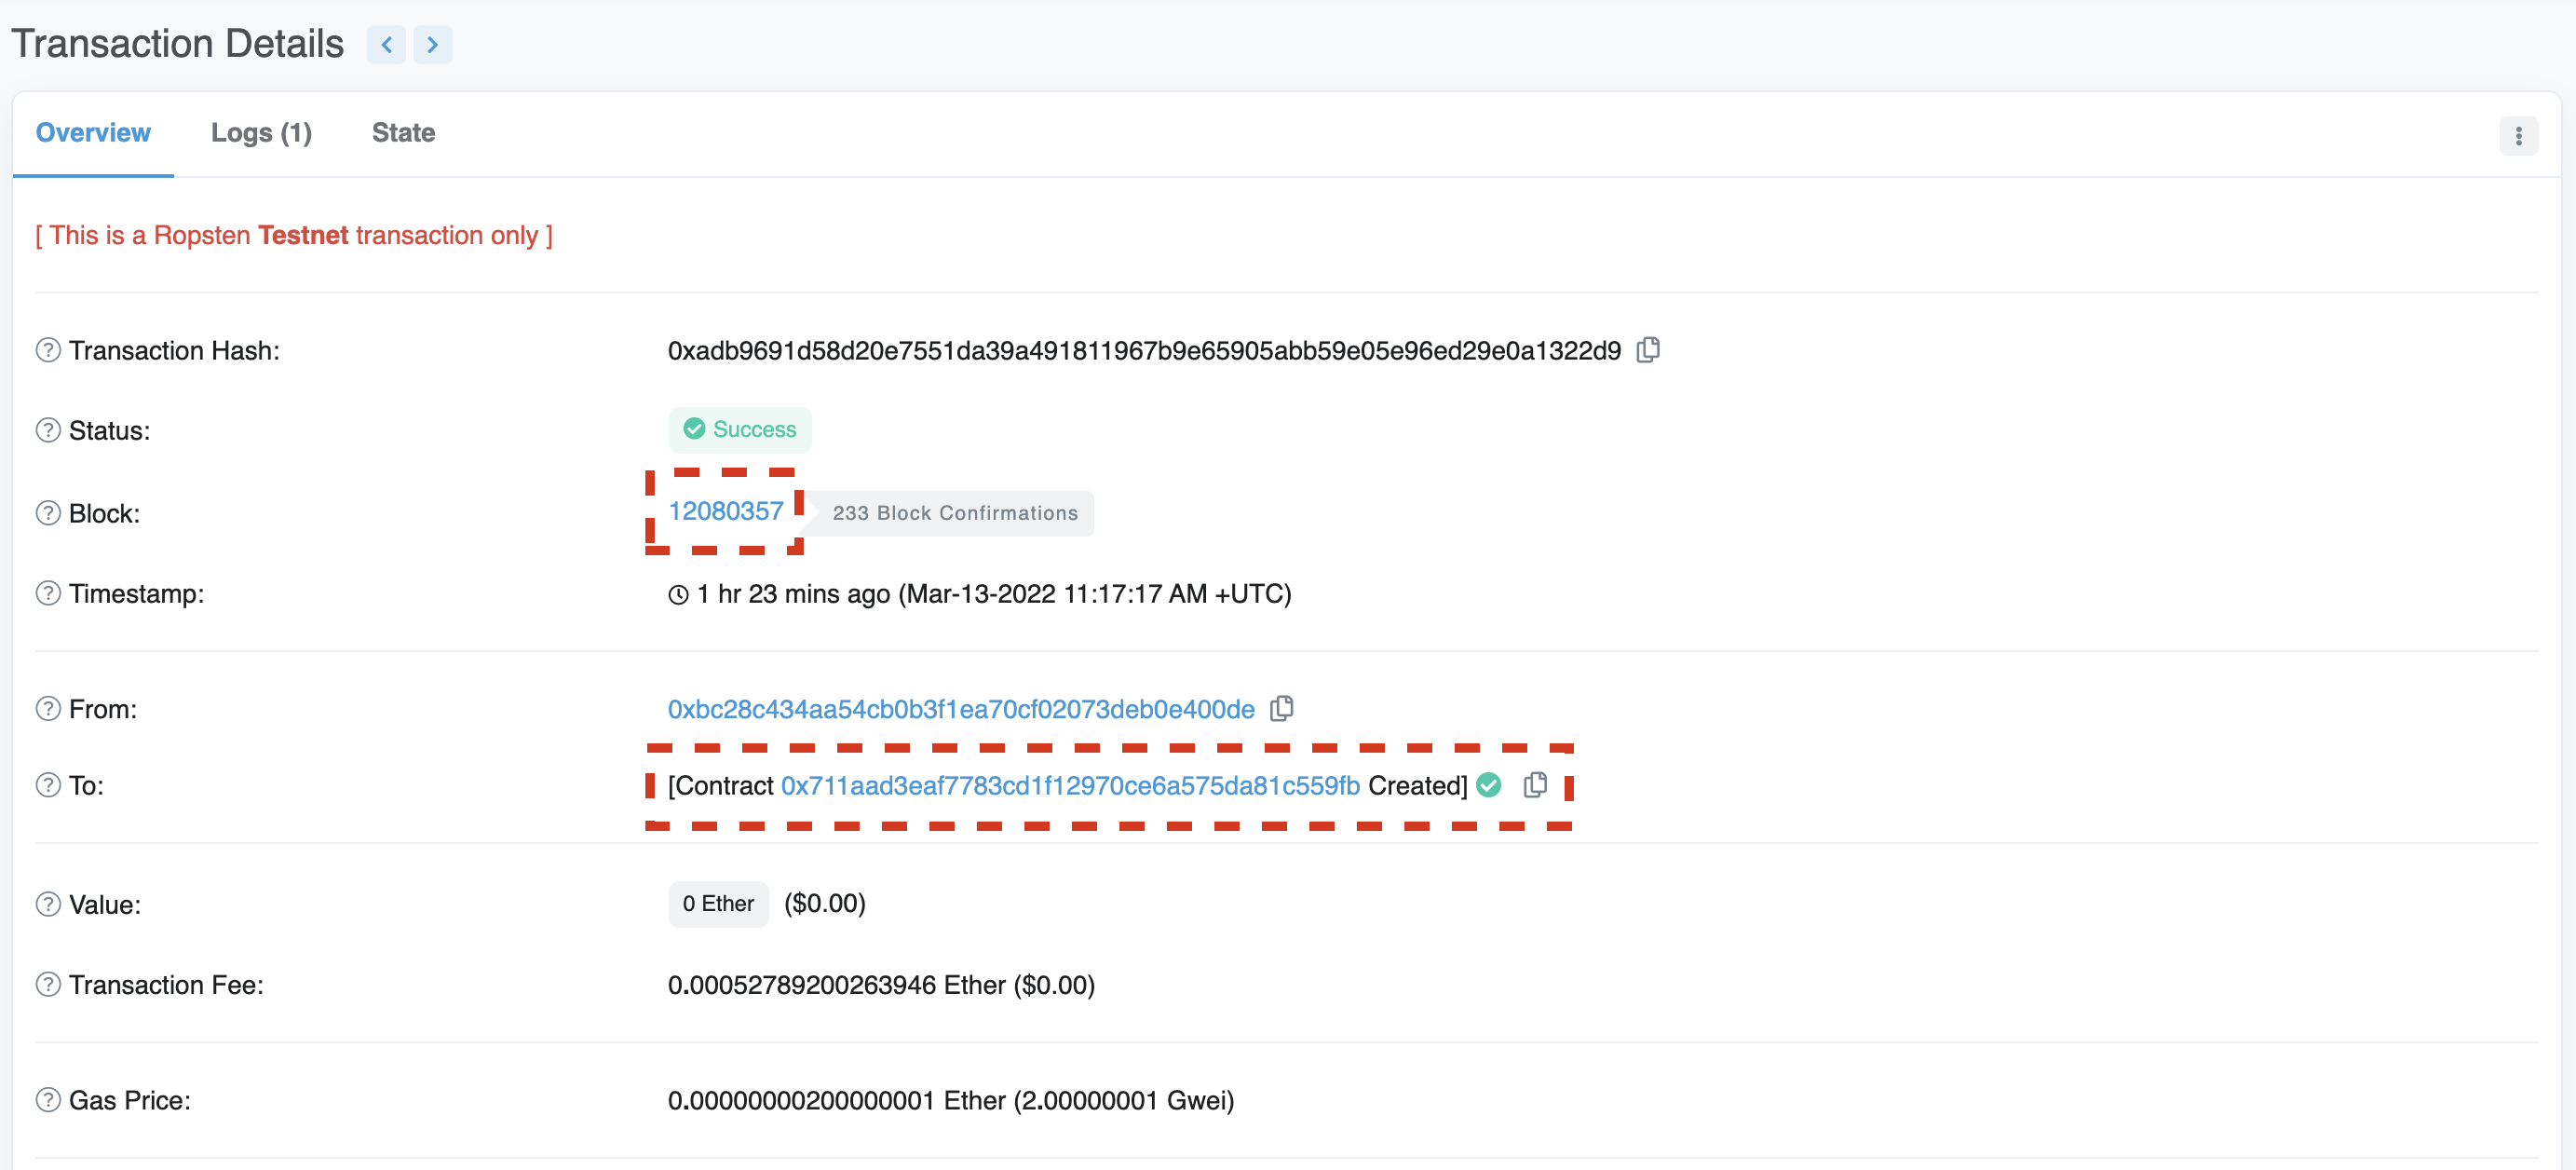 Transaction Details
Overview Logs (1) State
[ This is a Ropsten Testnet transaction only ]
Transaction Hash: 0xadb9691d58d20e7551da39a491811967b9e65905abb59e05e96ed29e0a1322d9
Status: Success
Block: 12080357 233 Block Confirmations
Timestamp: 1 hr 23 mins ago (Mar-13-2022 11:17:17 AM +UTC)
From: 0xbc28c434aa54cb0b3f1ea70cf02073deb0e400de
To: [Contract 0x711aad3eaf7783cd1f12970ce6a575da81c559fb Created]
Value: 0 Ether ($0.00)
Transaction Fee: 0.00052789200263946 Ether ($0.00)
Gas Price: 0.00000000200000001 Ether (2.00000001 Gwei)